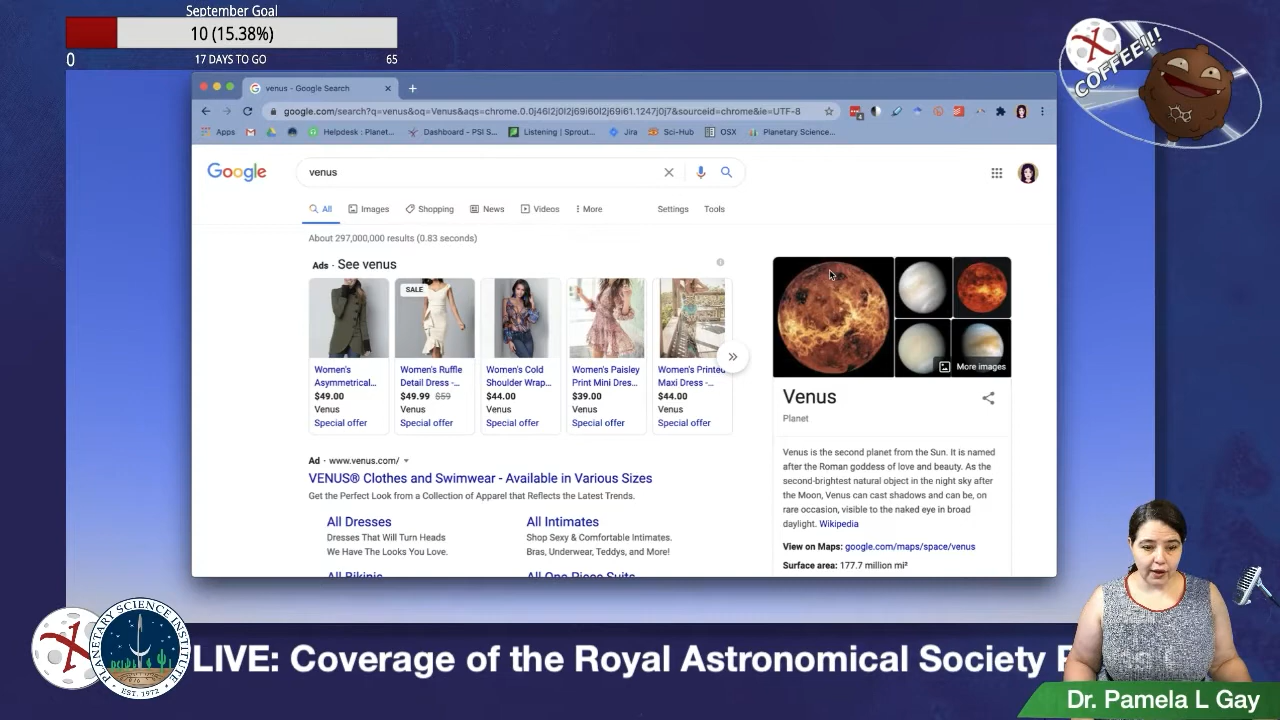 September Goal
10 (15.38%)
0
17 DAYS TO GO
65
COFFEE!!!
venus - Google Search
google.com/search?q=venus&oq=Venus&aqs=chrome.0.0j46l2j0l2j69i60l2j69i61.1247j0j7&sourceid=chrome&ie=UTF-8
Apps
Helpdesk : Planet...
Dashboard - PSI S...
Listening | Sprout...
Jira
Sci-Hub
OSX
Planetary Science...
Google
venus
All
Images
Shopping
News
Videos
More
Settings
Tools
About 297,000,000 results (0.83 seconds)
Ads · See venus
SALE
Women's
Asymmetrical...
$49.00
Venus
Special offer
Women's Ruffle
Detail Dress -...
$49.99 $59
Venus
Special offer
Women's Cold
Shoulder Wrap...
$44.00
Venus
Special offer
Women's Paisley
Print Mini Dres...
$39.00
Venus
Special offer
Women's Printed
Maxi Dress -...
$44.00
Venus
Special offer
Ad · www.venus.com/
VENUS® Clothes and Swimwear - Available in Various Sizes
Get the Perfect Look from a Collection of Apparel that Reflects the Latest Trends.
All Dresses
Dresses That Will Turn Heads
We Have The Looks You Love.
All Intimates
Shop Sexy & Comfortable Intimates.
Bras, Underwear, Teddys, and More!
All Bikinis
All One Piece Suits
More images
Venus
Planet
Venus is the second planet from the Sun. It is named
after the Roman goddess of love and beauty. As the
second-brightest natural object in the night sky after
the Moon, Venus can cast shadows and can be, on
rare occasion, visible to the naked eye in broad
daylight. Wikipedia
View on Maps: google.com/maps/space/venus
Surface area: 177.7 million mi²
PLANETARY SCIENCE INSTITUTE
EST. 1972
LIVE: Coverage of the Royal Astronomical Society
Dr. Pamela L Gay